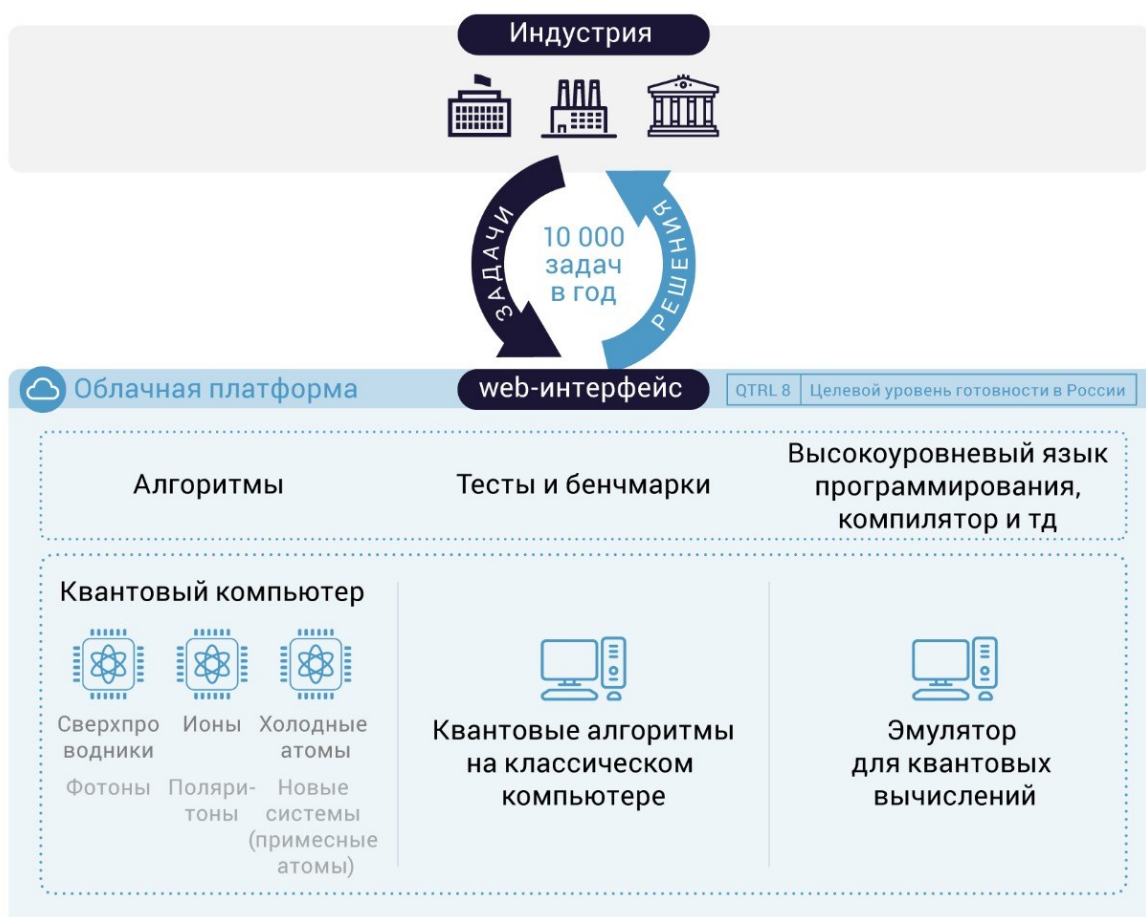 Индустрия
ЗАДАЧИ
10 000
задач
в год
РЕШЕНИЯ
Облачная платформа
web-интерфейс
QTRL 8
Целевой уровень готовности в России
Алгоритмы
Тесты и бенчмарки
Высокоуровневый язык
программирования,
компилятор и тд
Квантовый компьютер
Сверхпро
водники
Ионы
Холодные
атомы
Фотоны
Поляри-
тоны
Новые
системы
(примесные
атомы)
Квантовые алгоритмы
на классическом
компьютере
Эмулятор
для квантовых
вычислений